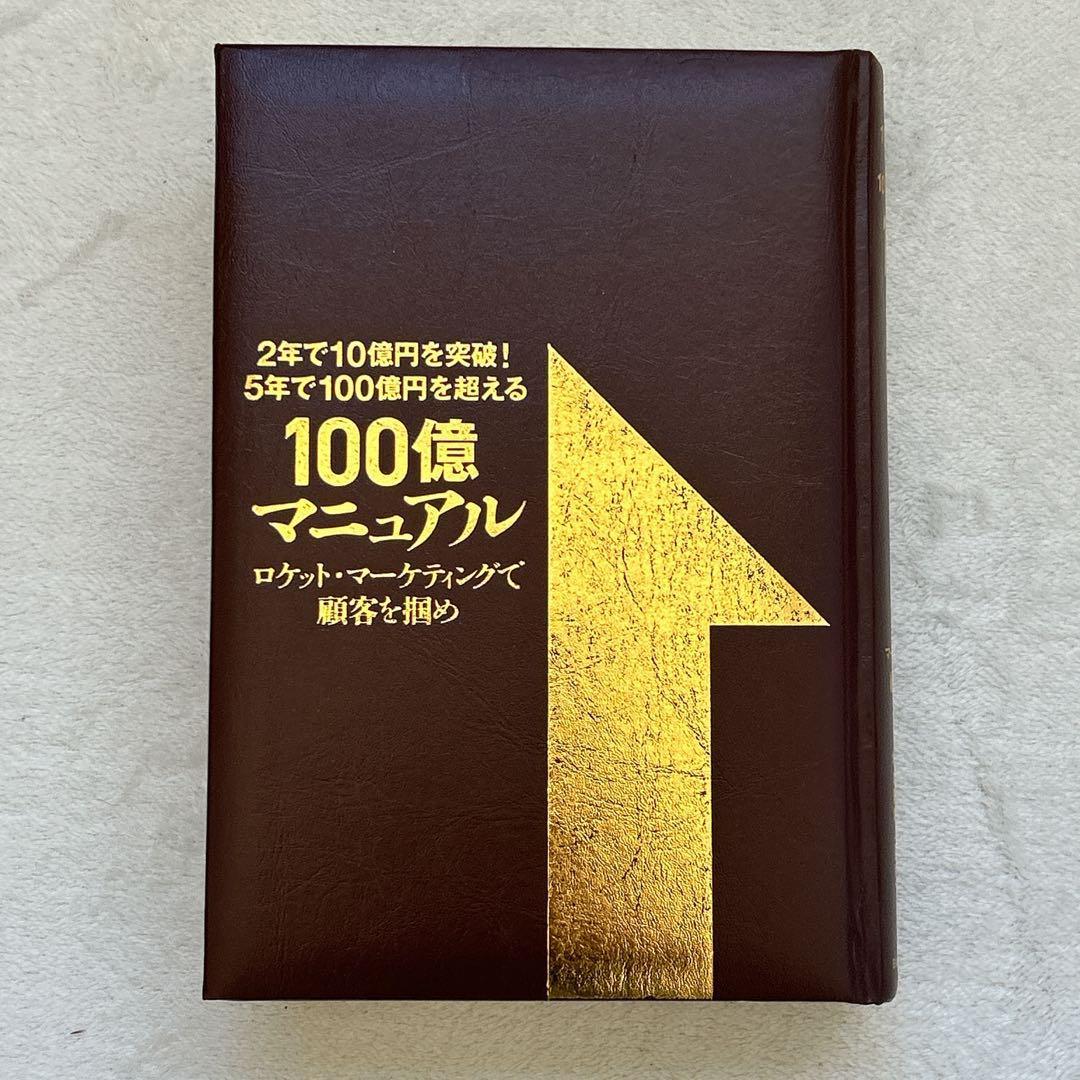 2年で10億円を突破！
5年で100億円を超える
100億
マニュアル
ロケット・マーケティングで
顧客を掴め